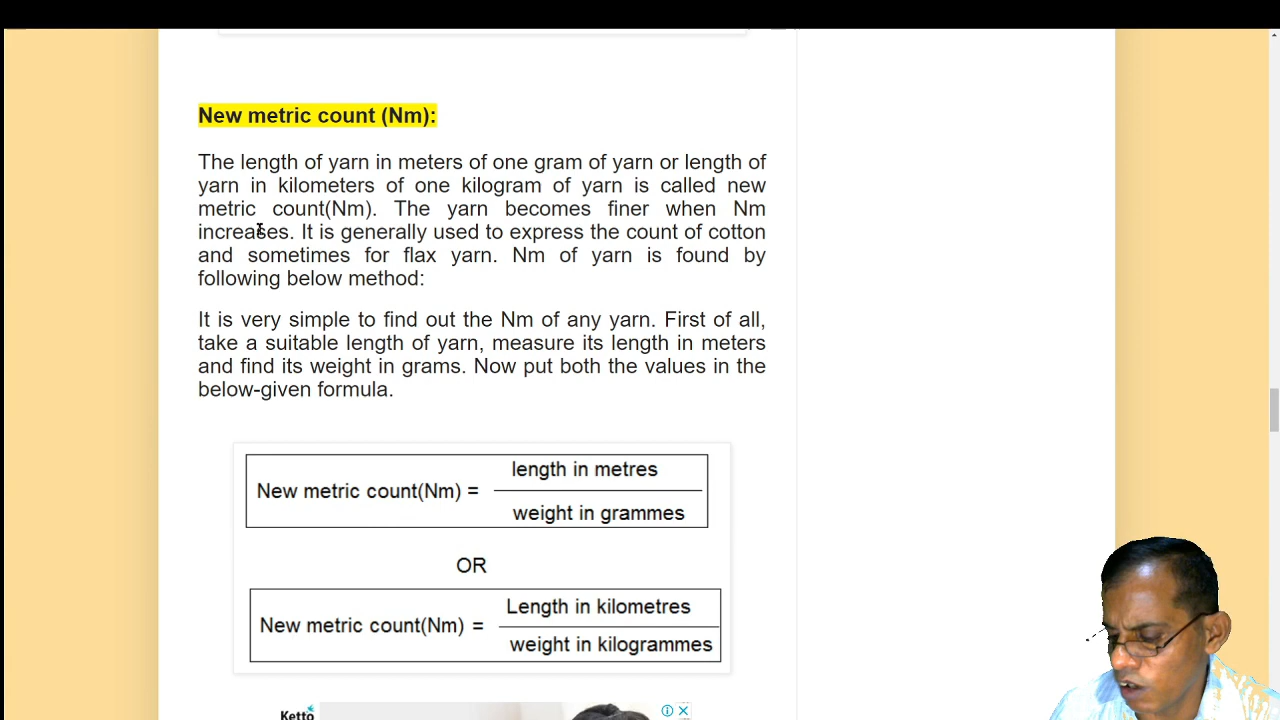 New metric count (Nm):
The length of yarn in meters of one gram of yarn or length of
yarn in kilometers of one kilogram of yarn is called new
metric count(Nm). The yarn becomes finer when Nm
increases. It is generally used to express the count of cotton
and sometimes for flax yarn. Nm of yarn is found by
following below method:
It is very simple to find out the Nm of any yarn. First of all,
take a suitable length of yarn, measure its length in meters
and find its weight in grams. Now put both the values in the
below-given formula.
length in metres
New metric count(Nm) =
weight in grammes
OR
Length in kilometres
New metric count(Nm) =
weight in kilogrammes
Ketto